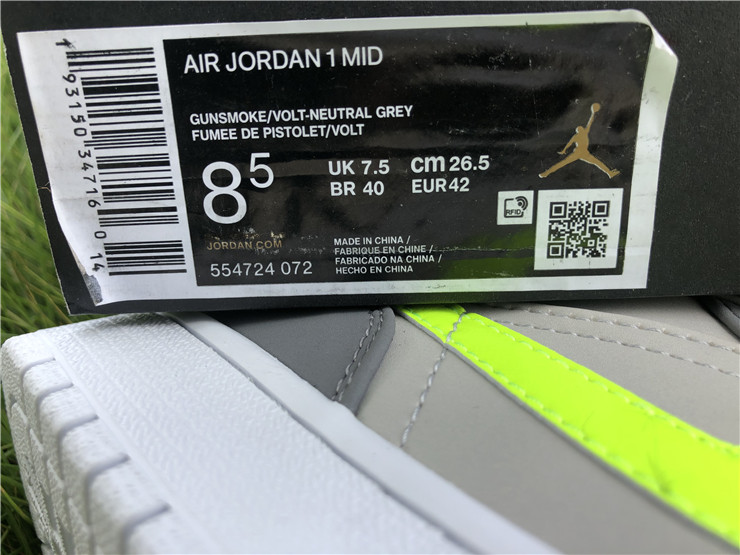 AIR JORDAN 1 MID
GUNSMOKE/VOLT-NEUTRAL GREY
FUMEE DE PISTOLET/VOLT
8 5
UK 7.5 cm 26.5
BR 40 EUR 42
RFID
JORDAN.COM
554724 072
MADE IN CHINA /
FABRIQUE EN CHINE /
FABRICADO NA CHINA /
HECHO EN CHINA
1 93150 34716 0 14